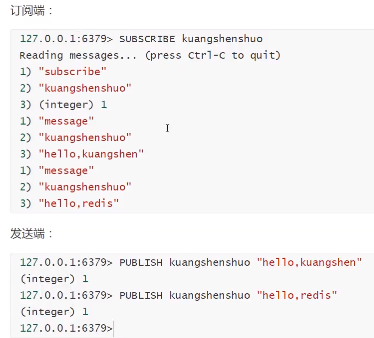 订阅端：
127.0.0.1:6379> SUBSCRIBE kuangshenshuo
Reading messages... (press Ctrl-C to quit)
1) "subscribe"
2) "kuangshenshuo"
3) (integer) 1
1) "message"
2) "kuangshenshuo"
3) "hello,kuangshen"
1) "message"
2) "kuangshenshuo"
3) "hello,redis"
发送端：
127.0.0.1:6379> PUBLISH kuangshenshuo "hello,kuangshen"
(integer) 1
127.0.0.1:6379> PUBLISH kuangshenshuo "hello,redis"
(integer) 1
127.0.0.1:6379>